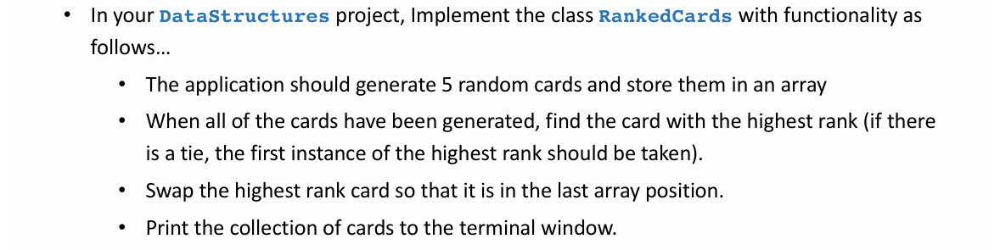 • In your DataStructures project, Implement the class RankedCards with functionality as
follows…
• The application should generate 5 random cards and store them in an array
• When all of the cards have been generated, find the card with the highest rank (if there
is a tie, the first instance of the highest rank should be taken).
• Swap the highest rank card so that it is in the last array position.
• Print the collection of cards to the terminal window.